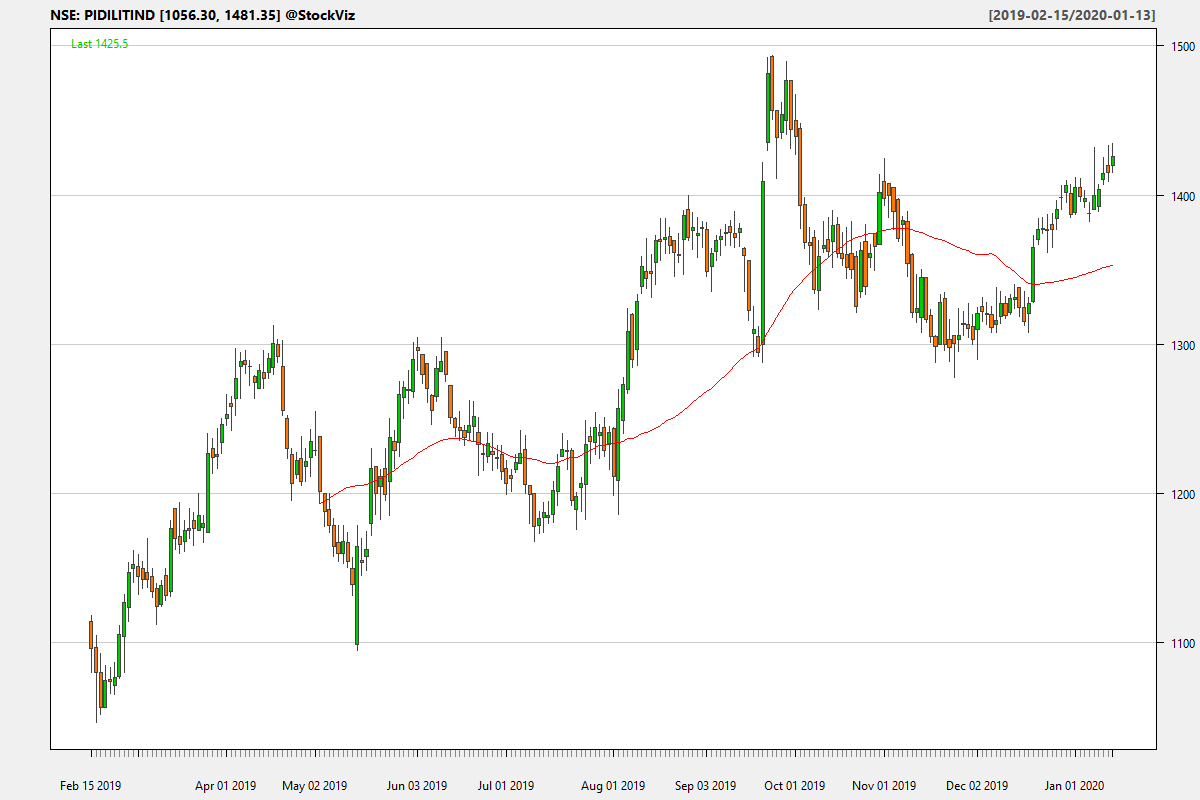 NSE: PIDILITIND [1056.30, 1481.35] @StockViz [2019-02-15/2020-01-13]
Last 1425.5
1500
1400
1300
1200
1100
Feb 15 2019 Apr 01 2019 May 02 2019 Jun 03 2019 Jul 01 2019 Aug 01 2019 Sep 03 2019 Oct 01 2019 Nov 01 2019 Dec 02 2019 Jan 01 2020